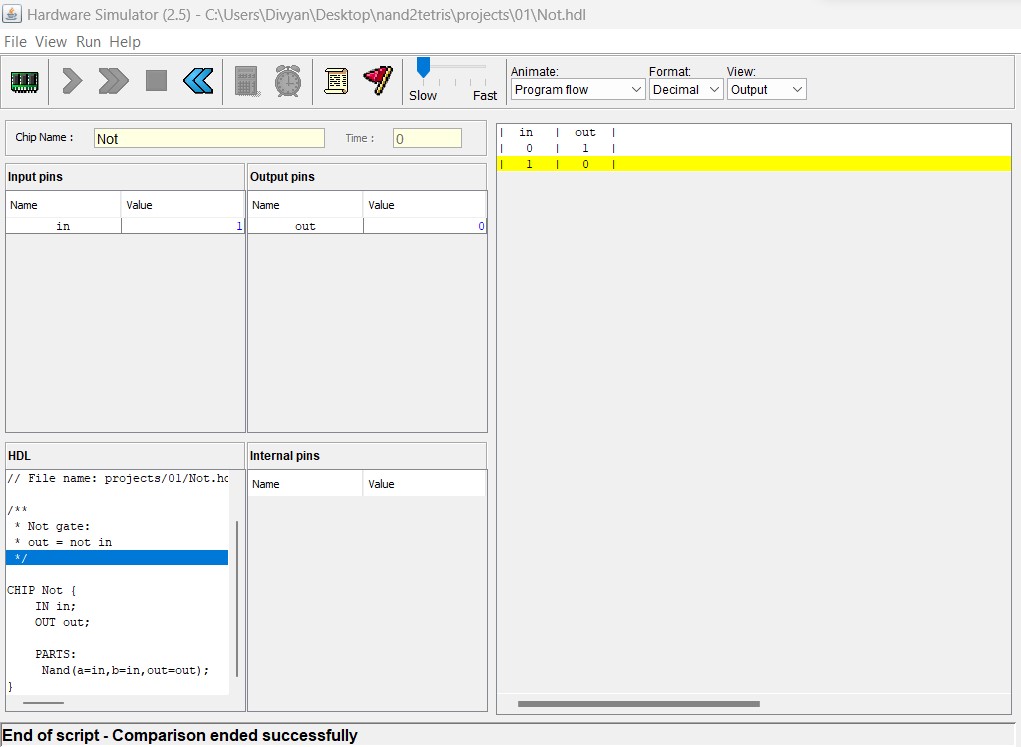 Hardware Simulator (2.5) - C:\Users\Divyan\Desktop\nand2tetris\projects\01\Not.hdl
File View Run Help
Slow Fast
Animate: Format: View:
Program flow Decimal Output
Chip Name : Not Time : 0
Input pins
Name Value
in 1
Output pins
Name Value
out 0
HDL
// File name: projects/01/Not.hd
/**
* Not gate:
* out = not in
*/
CHIP Not {
IN in;
OUT out;
PARTS:
Nand(a=in,b=in,out=out);
}
Internal pins
Name Value
| in | out |
| 0 | 1 |
| 1 | 0 |
End of script - Comparison ended successfully